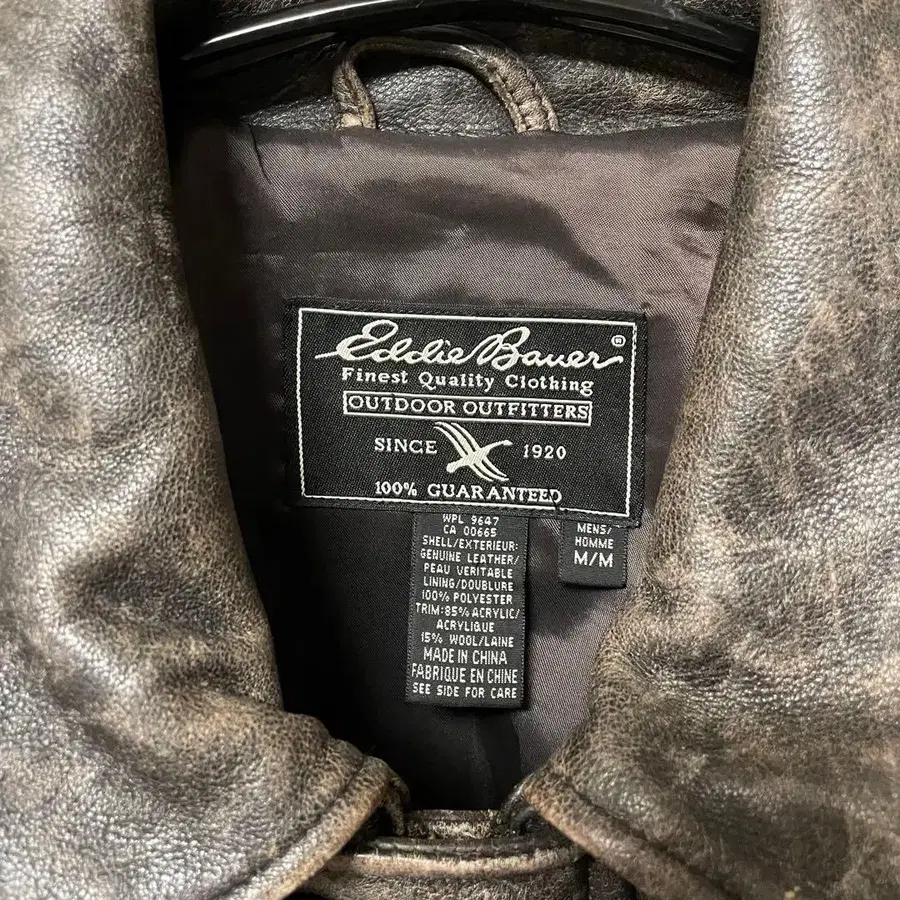 Eddie Bauer ®
Finest Quality Clothing
OUTDOOR OUTFITTERS
SINCE 1920
100% GUARANTEED
WPL 9647
CA 00665
SHELL/EXTERIEUR:
GENUINE LEATHER/
PEAU VERITABLE
LINING/DOUBLURE
100% POLYESTER
TRIM:85% ACRYLIC/
ACRYLIQUE
15% WOOL/LAINE
MADE IN CHINA
FABRIQUE EN CHINE
SEE SIDE FOR CARE
MENS/
HOMME
M/M